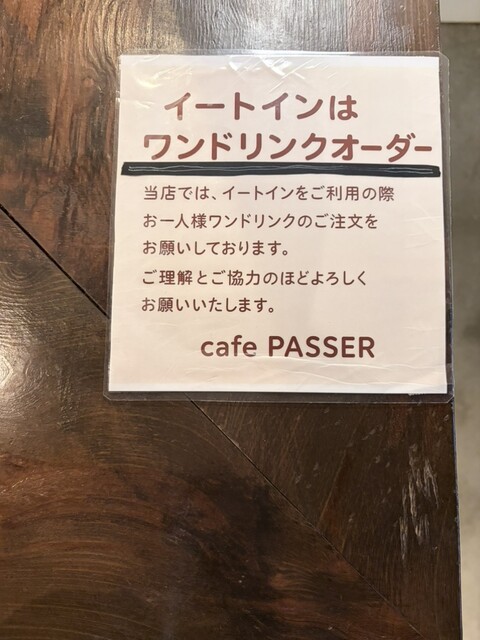 イートインは
ワンドリンクオーダー
当店では、イートインをご利用の際
お一人様ワンドリンクのご注文を
お願いしております。
ご理解とご協力のほどよろしく
お願いいたします。
cafe PASSER